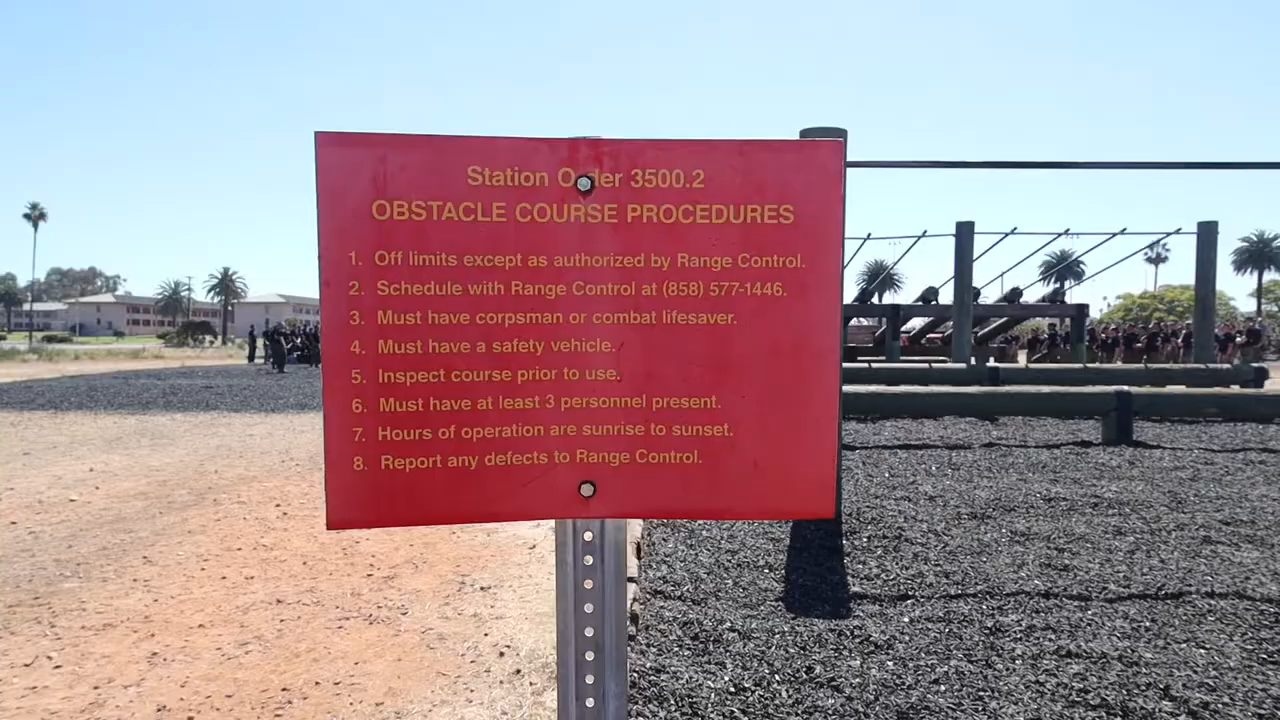 Station Order 3500.2
OBSTACLE COURSE PROCEDURES
1. Off limits except as authorized by Range Control.
2. Schedule with Range Control at (858) 577-1446.
3. Must have corpsman or combat lifesaver.
4. Must have a safety vehicle.
5. Inspect course prior to use.
6. Must have at least 3 personnel present.
7. Hours of operation are sunrise to sunset.
8. Report any defects to Range Control.